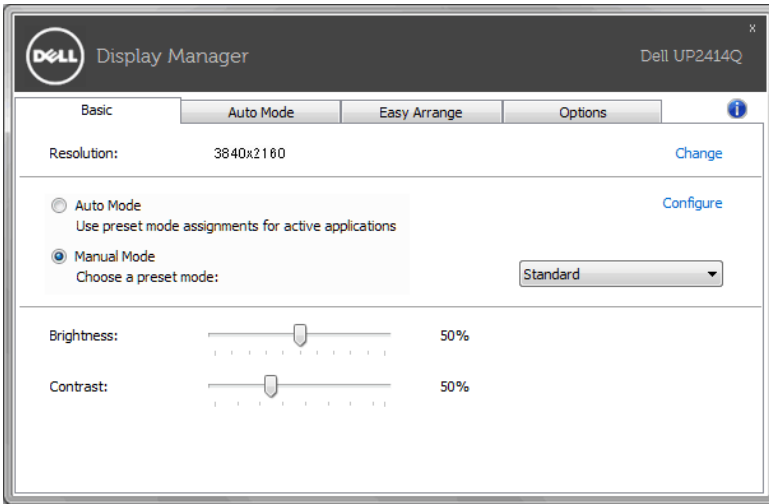 x
DELL Display Manager Dell UP2414Q
Basic Auto Mode Easy Arrange Options i
Resolution: 3840x2160 Change
Auto Mode Configure
Use preset mode assignments for active applications
Manual Mode
Choose a preset mode: Standard
Brightness: 50%
Contrast: 50%